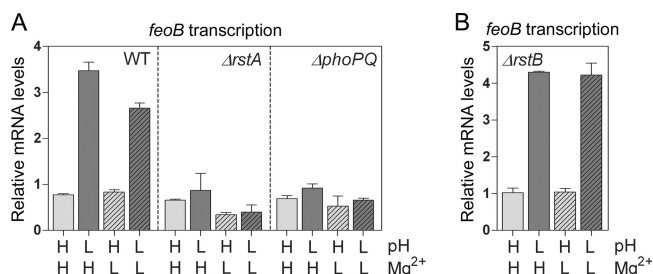 A
feoB transcription
Relative mRNA levels
4
3
2
1
0
WT
ΔrstA
ΔphoPQ
H L H L H L H L H L H L pH
H H L L H H L L H H L L Mg2+
B
feoB transcription
Relative mRNA levels
5
4
3
2
1
0
ΔrstB
H L H L pH
H H L L Mg2+